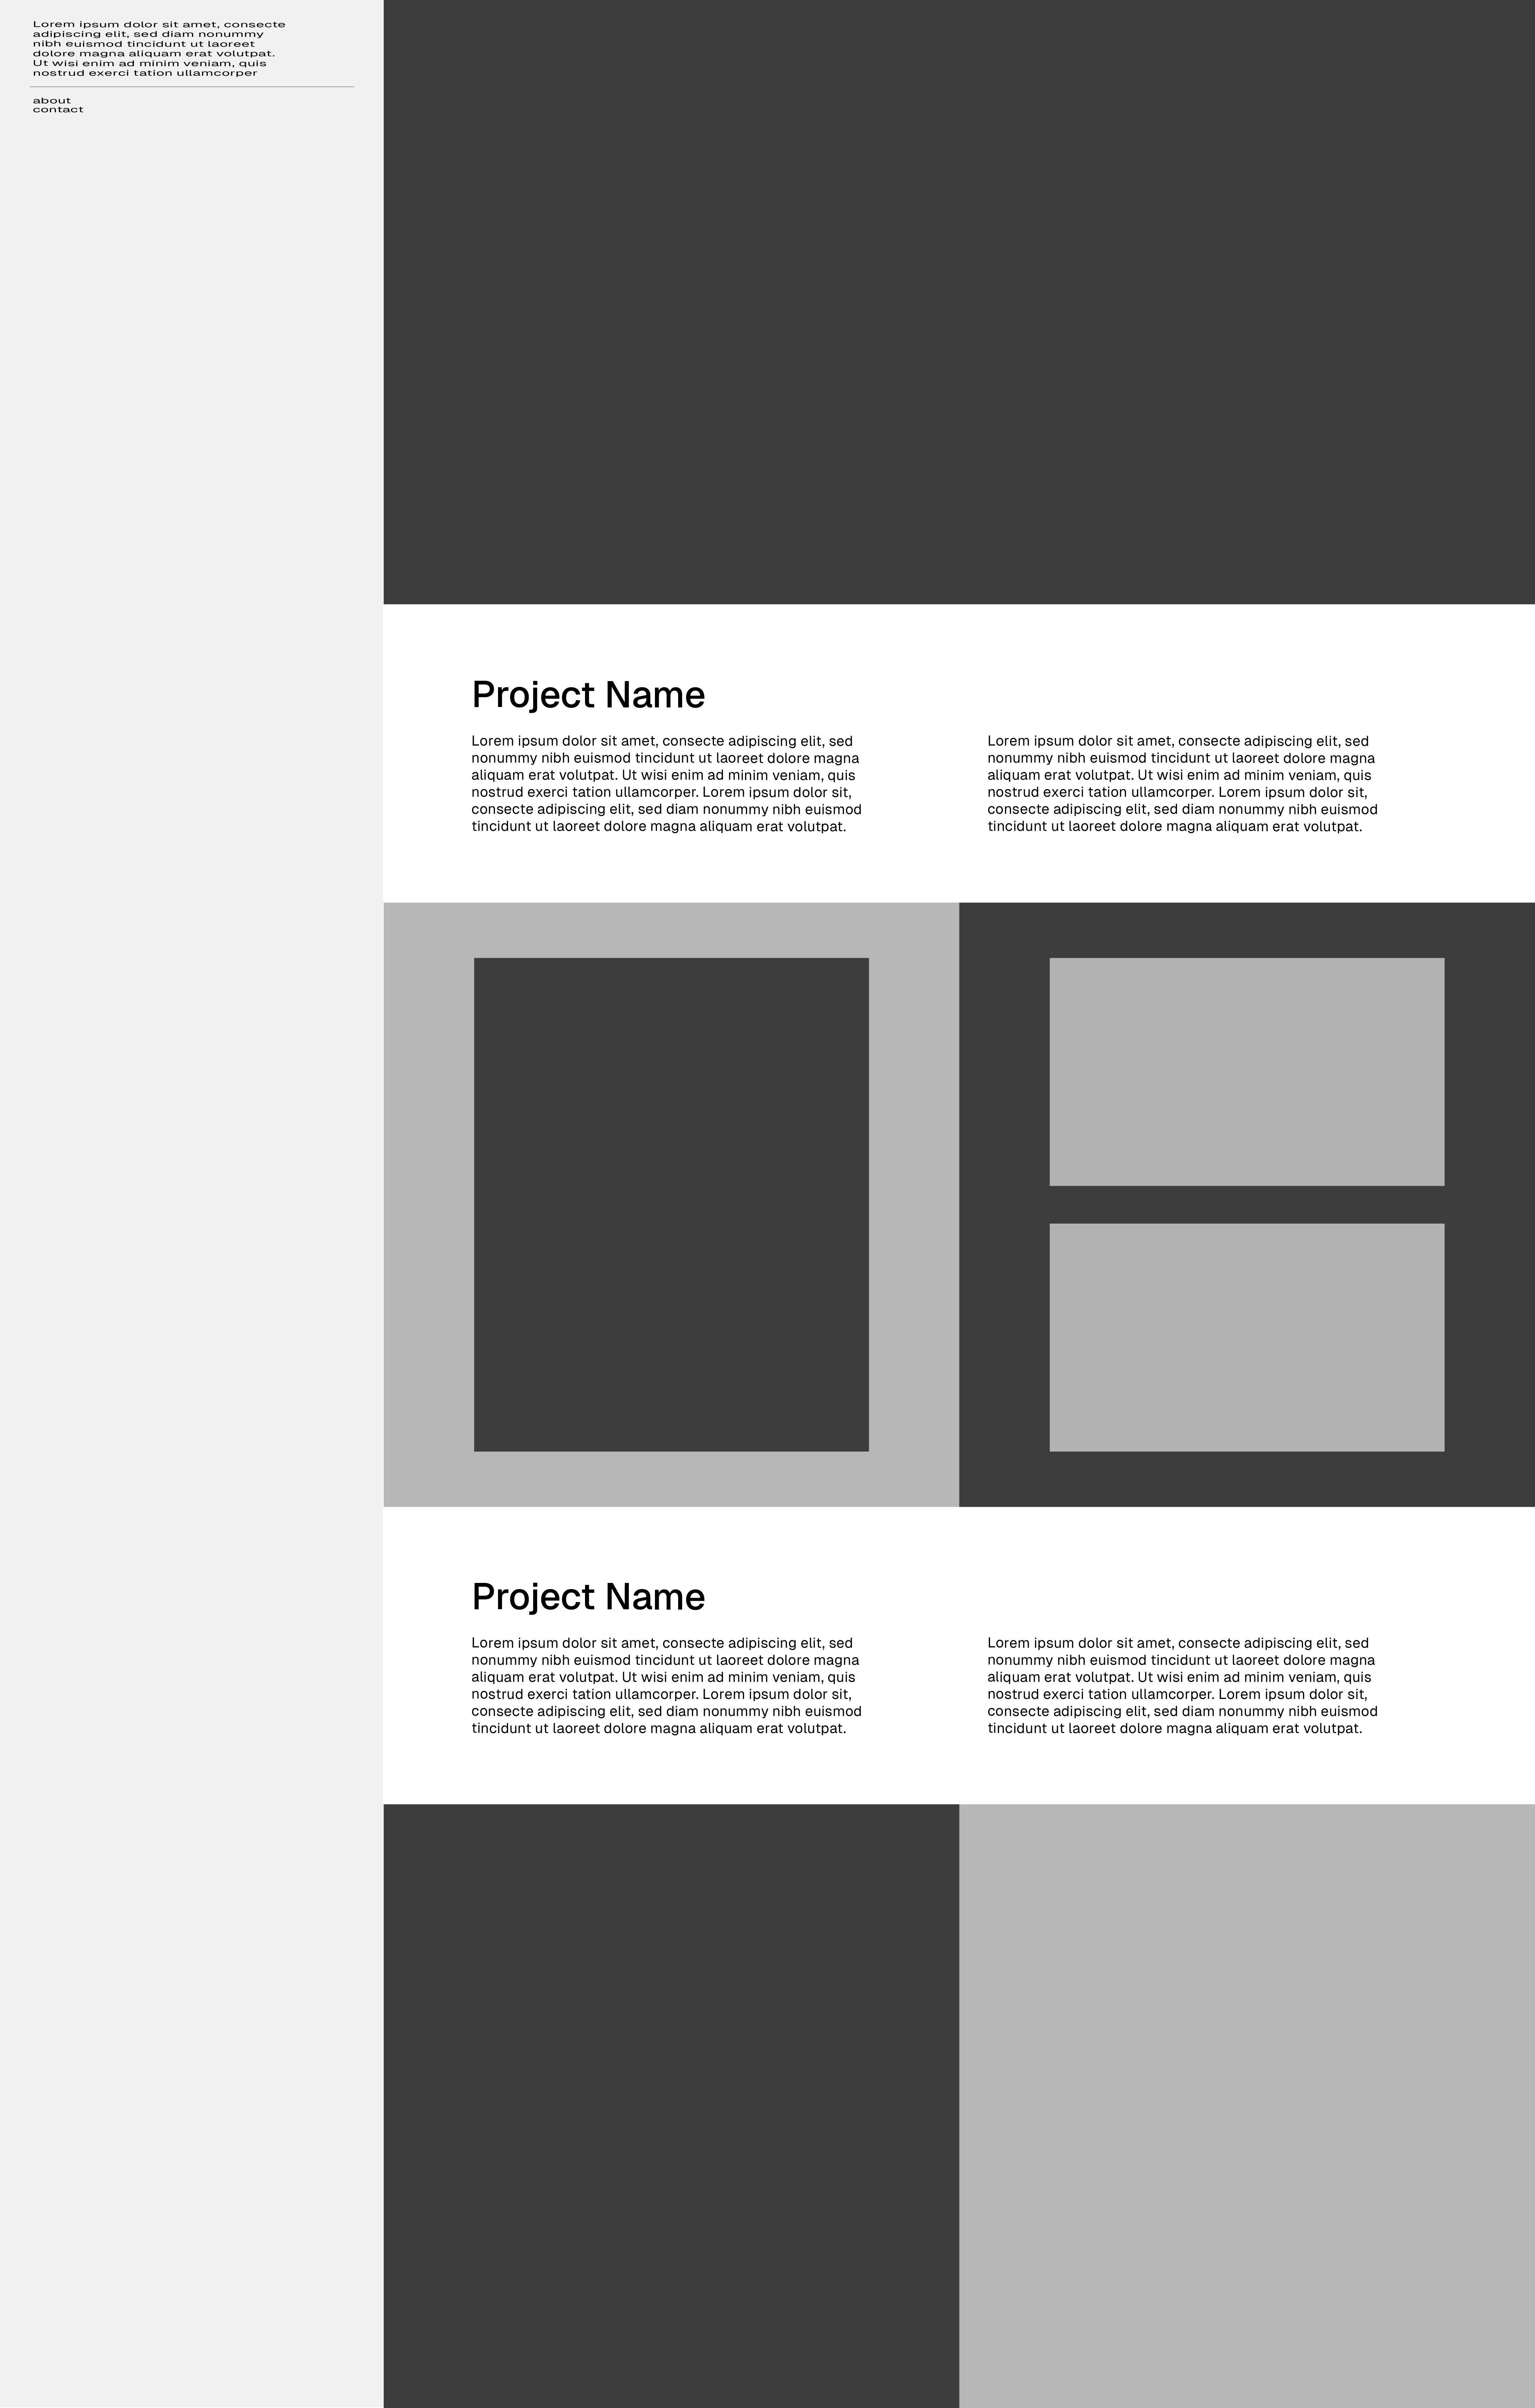 Lorem ipsum dolor sit amet, consecte
adipiscing elit, sed diam nonummy
nibh euismod tincidunt ut laoreet
dolore magna aliquam erat volutpat.
Ut wisi enim ad minim veniam, quis
nostrud exerci tation ullamcorper
about
contact
Project Name
Lorem ipsum dolor sit amet, consecte adipiscing elit, sed
nonummy nibh euismod tincidunt ut laoreet dolore magna
aliquam erat volutpat. Ut wisi enim ad minim veniam, quis
nostrud exerci tation ullamcorper. Lorem ipsum dolor sit,
consecte adipiscing elit, sed diam nonummy nibh euismod
tincidunt ut laoreet dolore magna aliquam erat volutpat.
Lorem ipsum dolor sit amet, consecte adipiscing elit, sed
nonummy nibh euismod tincidunt ut laoreet dolore magna
aliquam erat volutpat. Ut wisi enim ad minim veniam, quis
nostrud exerci tation ullamcorper. Lorem ipsum dolor sit,
consecte adipiscing elit, sed diam nonummy nibh euismod
tincidunt ut laoreet dolore magna aliquam erat volutpat.
Project Name
Lorem ipsum dolor sit amet, consecte adipiscing elit, sed
nonummy nibh euismod tincidunt ut laoreet dolore magna
aliquam erat volutpat. Ut wisi enim ad minim veniam, quis
nostrud exerci tation ullamcorper. Lorem ipsum dolor sit,
consecte adipiscing elit, sed diam nonummy nibh euismod
tincidunt ut laoreet dolore magna aliquam erat volutpat.
Lorem ipsum dolor sit amet, consecte adipiscing elit, sed
nonummy nibh euismod tincidunt ut laoreet dolore magna
aliquam erat volutpat. Ut wisi enim ad minim veniam, quis
nostrud exerci tation ullamcorper. Lorem ipsum dolor sit,
consecte adipiscing elit, sed diam nonummy nibh euismod
tincidunt ut laoreet dolore magna aliquam erat volutpat.